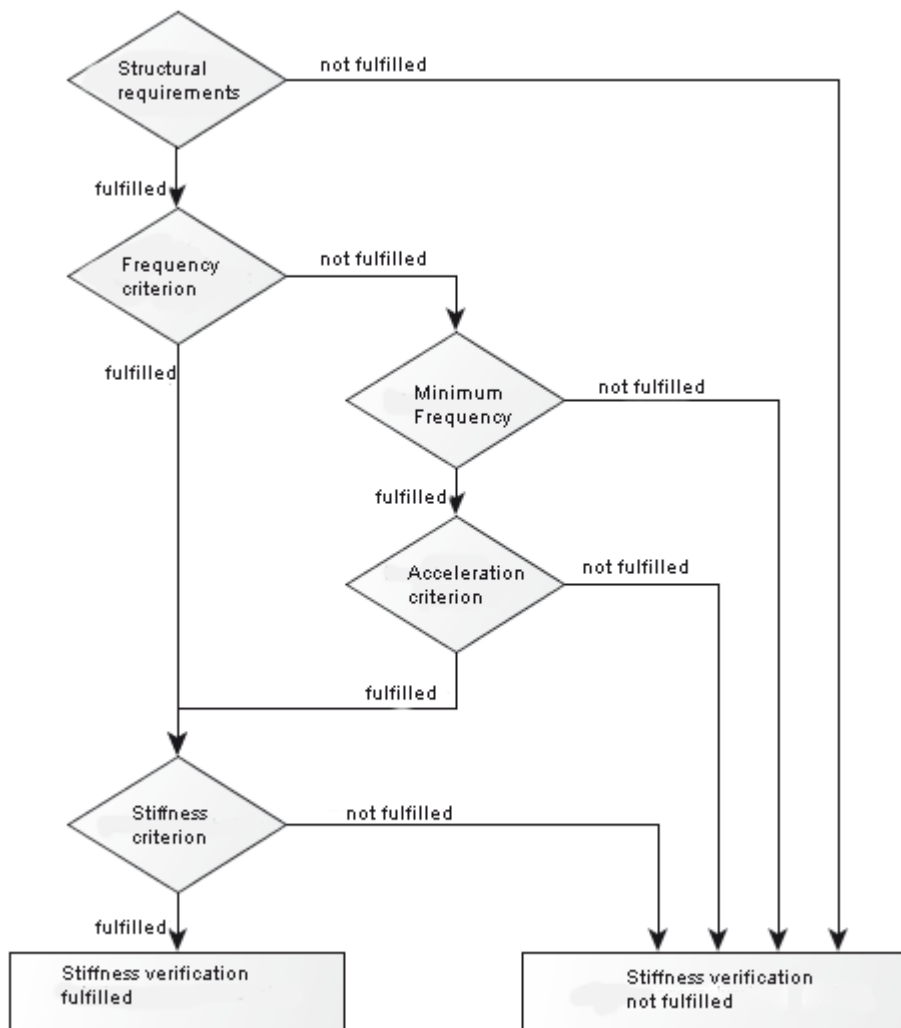 Structural
requirements
not fulfilled
fulfilled
Frequency
criterion
not fulfilled
fulfilled
Minimum
Frequency
not fulfilled
fulfilled
Acceleration
criterion
not fulfilled
fulfilled
Stiffness
criterion
not fulfilled
fulfilled
Stiffness verification
fulfilled
Stiffness verification
not fulfilled